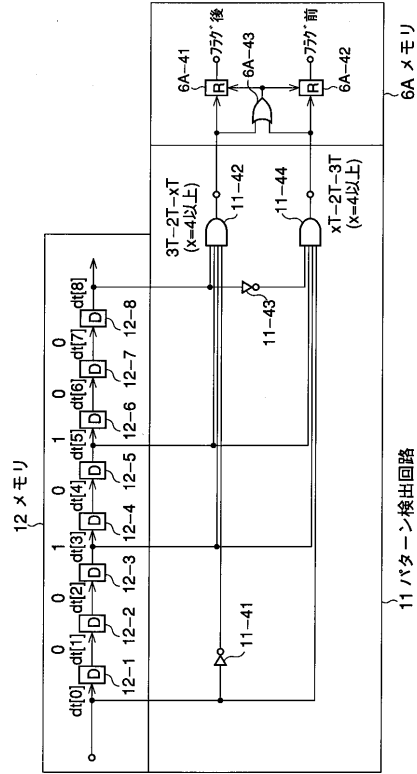 12 メモリ
0 0 1 0 1 0 0
dt[0] dt[1] dt[2] dt[3] dt[4] dt[5] dt[6] dt[7] dt[8]
D D D D D D D D
12-1 12-2 12-3 12-4 12-5 12-6 12-7 12-8
11-41
11-43
3T-2T-xT
(x=4以上)
11-42
11-44
xT-2T-3T
(x=4以上)
11 パターン検出回路
6A-41
R
フラグ後
6A-43
R
フラグ前
6A-42
6A メモリ